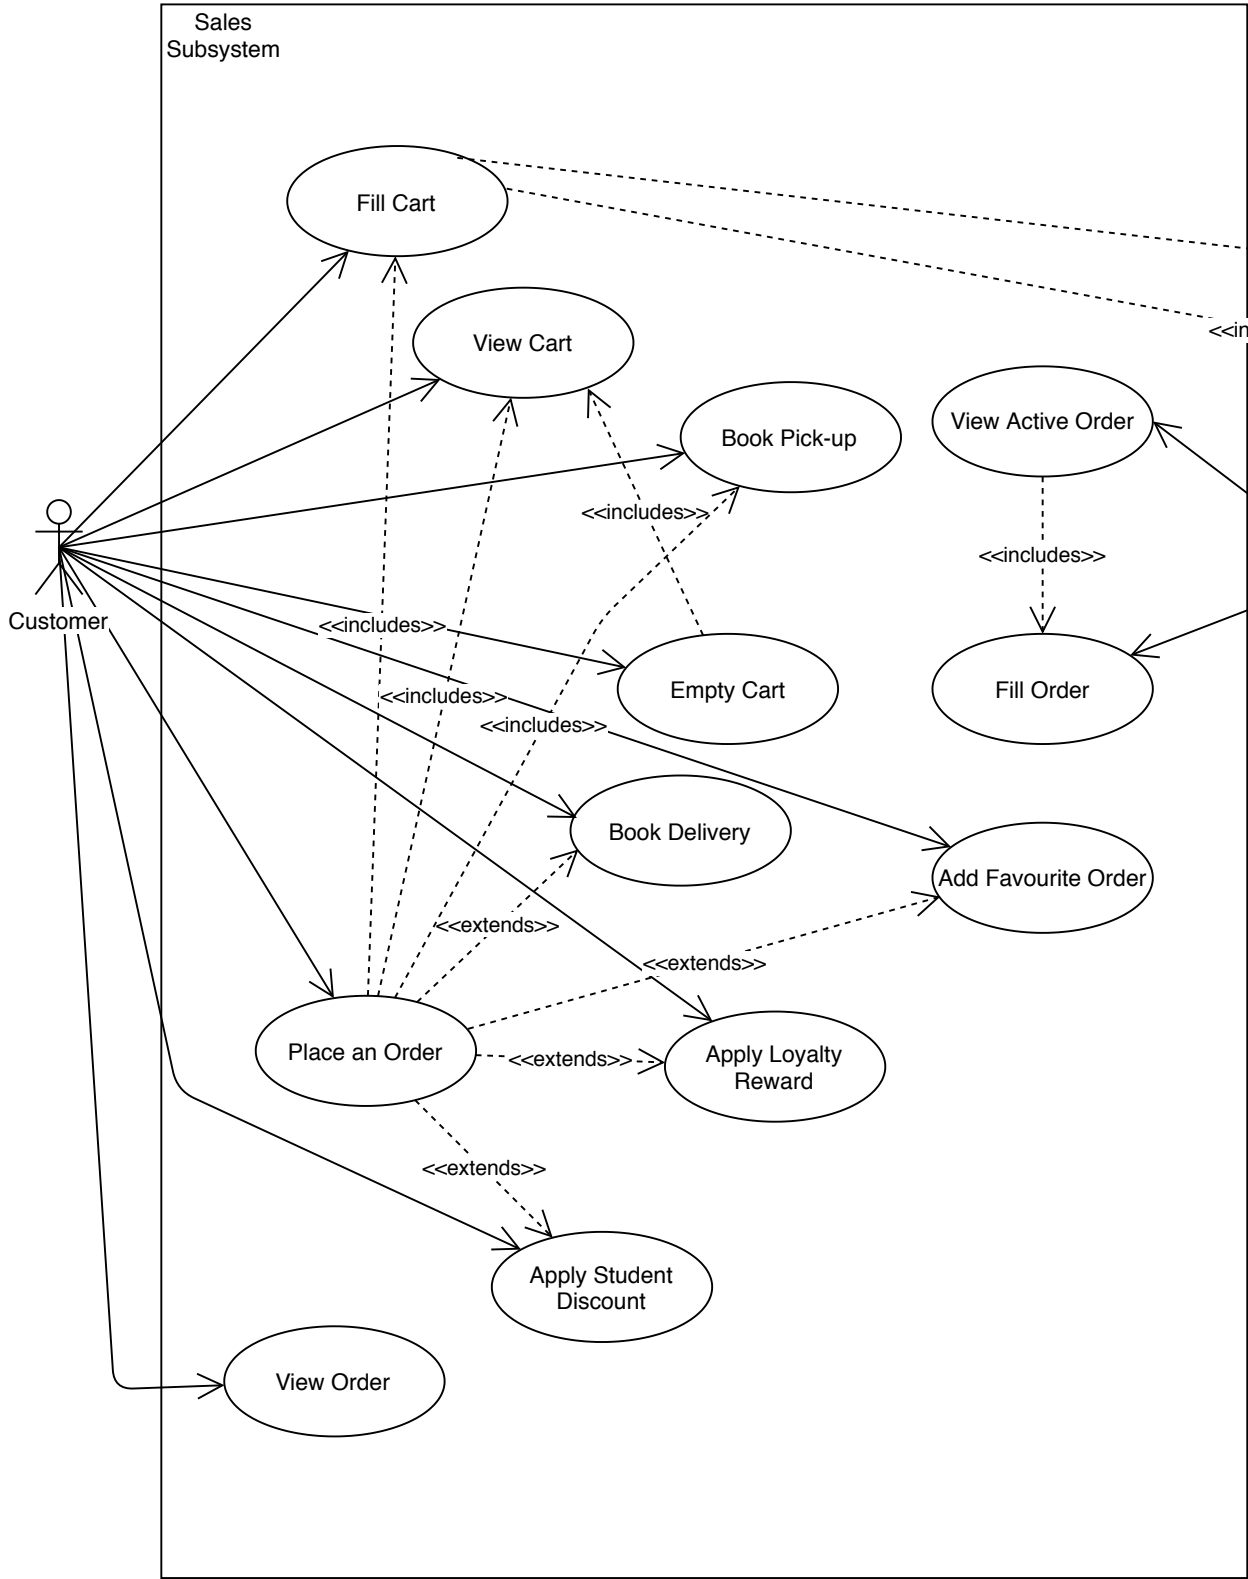 Sales
Subsystem
Fill Cart
<<in
View Cart
View Active Order
Book Pick-up
<<includes>>
<<includes>>
Customer
<<includes>>
<<includes>>
Empty Cart
Fill Order
<<includes>>
Book Delivery
Add Favourite Order
<<extends>>
<<extends>>
Place an Order
<<extends>>
Apply Loyalty
Reward
<<extends>>
Apply Student
Discount
View Order